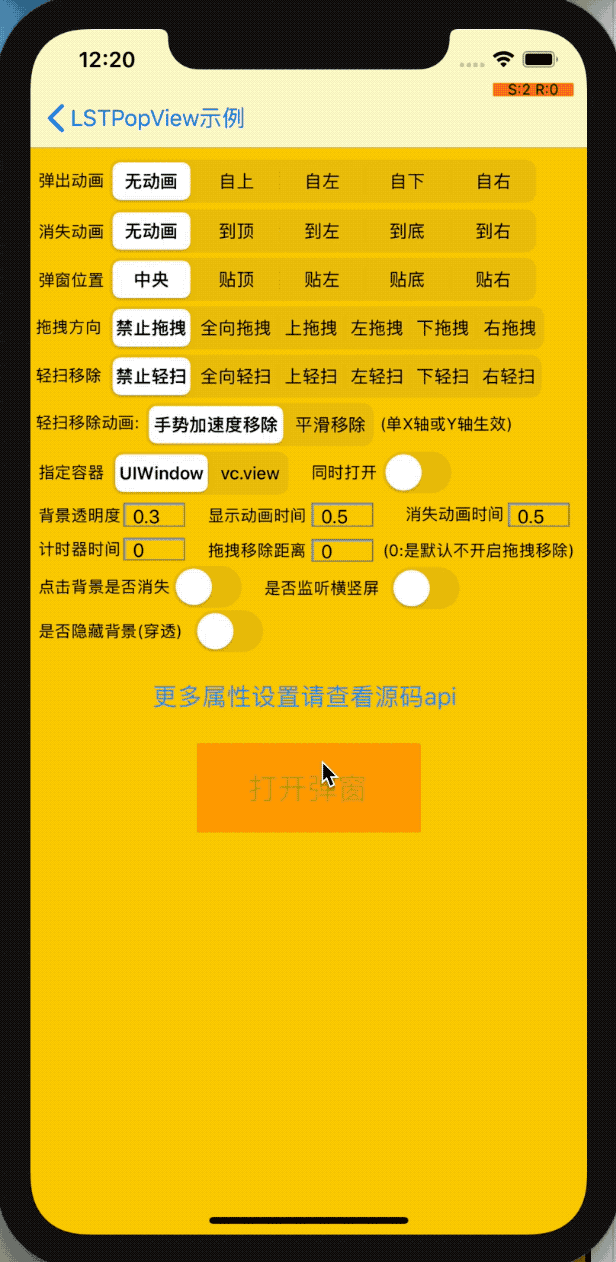 12:20
S:2 R:0
LSTPopView示例
弹出动画 无动画 自上 自左 自下 自右
消失动画 无动画 到顶 到左 到底 到右
弹窗位置 中央 贴顶 贴左 贴底 贴右
拖拽方向 禁止拖拽 全向拖拽 上拖拽 左拖拽 下拖拽 右拖拽
轻扫移除 禁止轻扫 全向轻扫 上轻扫 左轻扫 下轻扫 右轻扫
轻扫移除动画: 手势加速度移除 平滑移除 (单X轴或Y轴生效)
指定容器 UIWindow vc.view 同时打开
背景透明度 0.3 显示动画时间 0.5 消失动画时间 0.5
计时器时间 0 拖拽移除距离 0 (0:是默认不开启拖拽移除)
点击背景是否消失 是否监听横竖屏
是否隐藏背景(穿透)
更多属性设置请查看源码api
打开弹窗